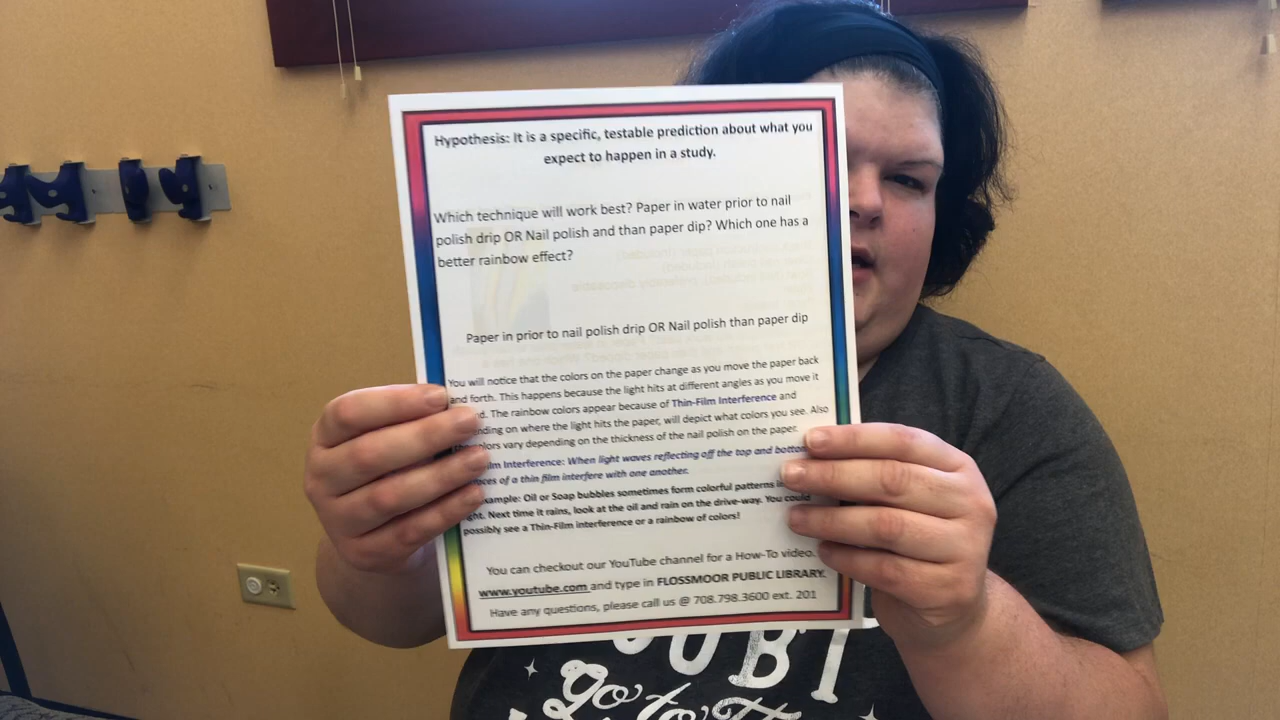 Hypothesis: It is a specific, testable prediction about what you
expect to happen in a study.
Which technique will work best? Paper in water prior to nail
polish drip OR Nail polish and than paper dip? Which one has a
better rainbow effect?
Paper in prior to nail polish drip OR Nail polish than paper dip
You will notice that the colors on the paper change as you move the paper back
and forth. This happens because the light hits at different angles as you move it
The rainbow colors appear because of Thin-Film Interference and
on where the light hits the paper, will depict what colors you see. Also
vary depending on the thickness of the nail polish on the paper.
Interference: When light waves reflecting off the top and bottom
of a thin film interfere with one another.
Example: Oil or Soap bubbles sometimes form colorful patterns
Next time it rains, look at the oil and rain on the drive-way. You could
possibly see a Thin-Film interference or a rainbow of colors!
You can checkout our YouTube channel for a How-To video.
www.youtube.com and type in FLOSSMOOR PUBLIC LIBRARY.
Have any questions, please call us @ 708.798.3600 ext. 201
go to The